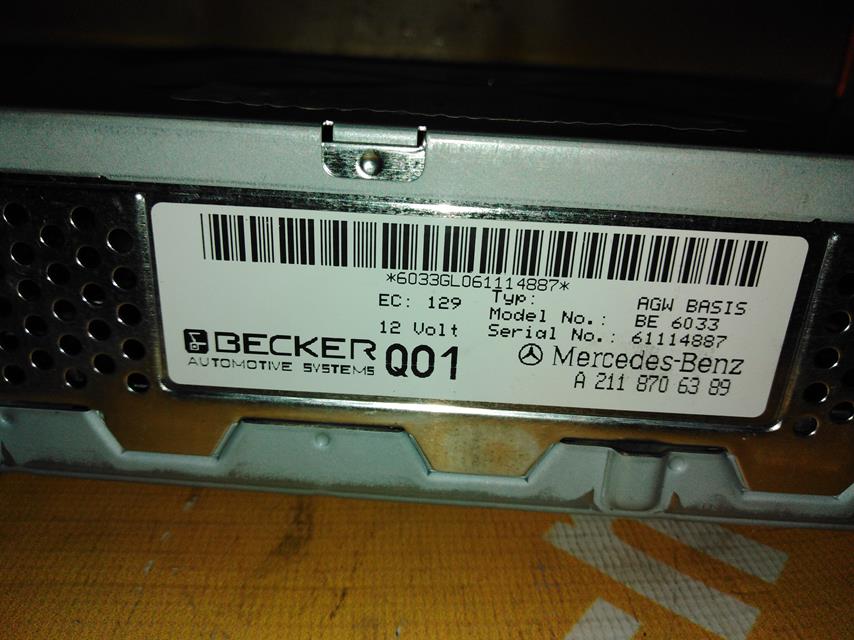 *6033GL061114887*
EC: 129
12 Volt
Typ: AGW BASIS
Model No.: BE 6033
Serial No.: 61114887
BECKER
AUTOMOTIVE SYSTEMS
Q01
Mercedes-Benz
A 211 870 63 89